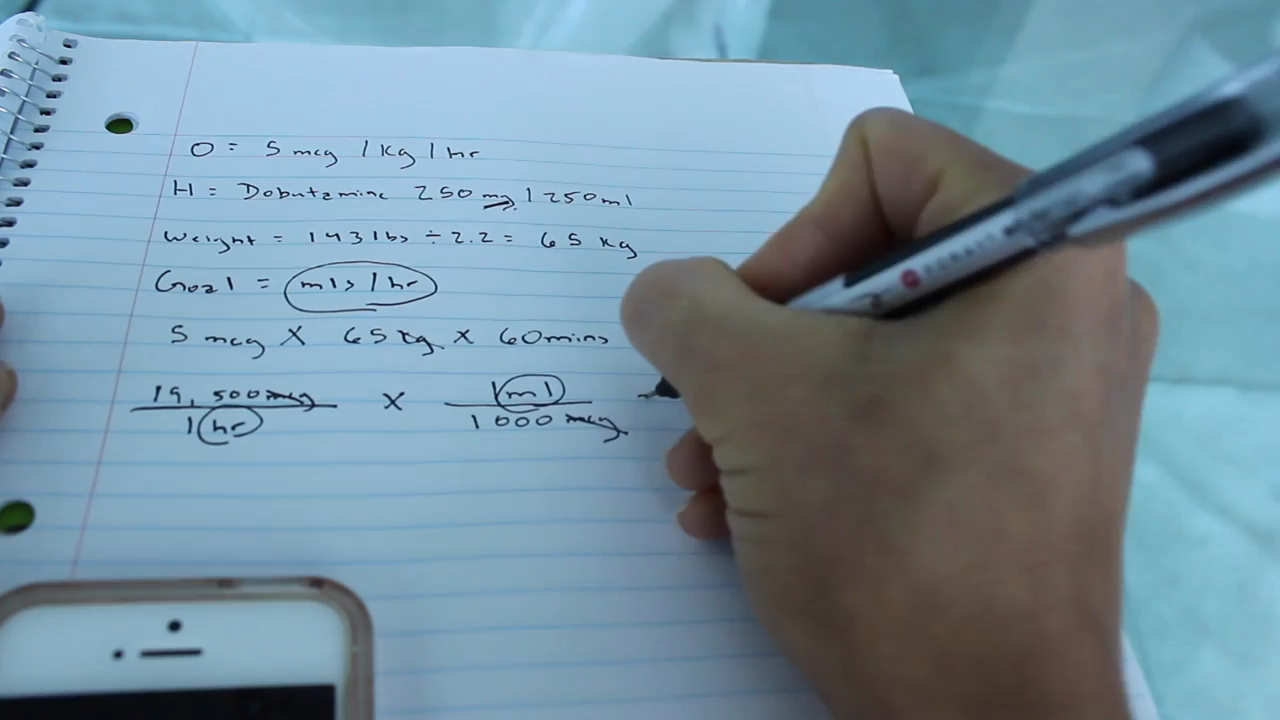 O = 5 mcg / kg / hr
H = Dobutamine 250 mg / 250 ml
Weight = 143 lbs ÷ 2.2 = 65 kg
Goal = mls / hr
5 mcg X 65 kg X 60 mins
19,500 mcg X 1 ml
1 hr 1000 mcg